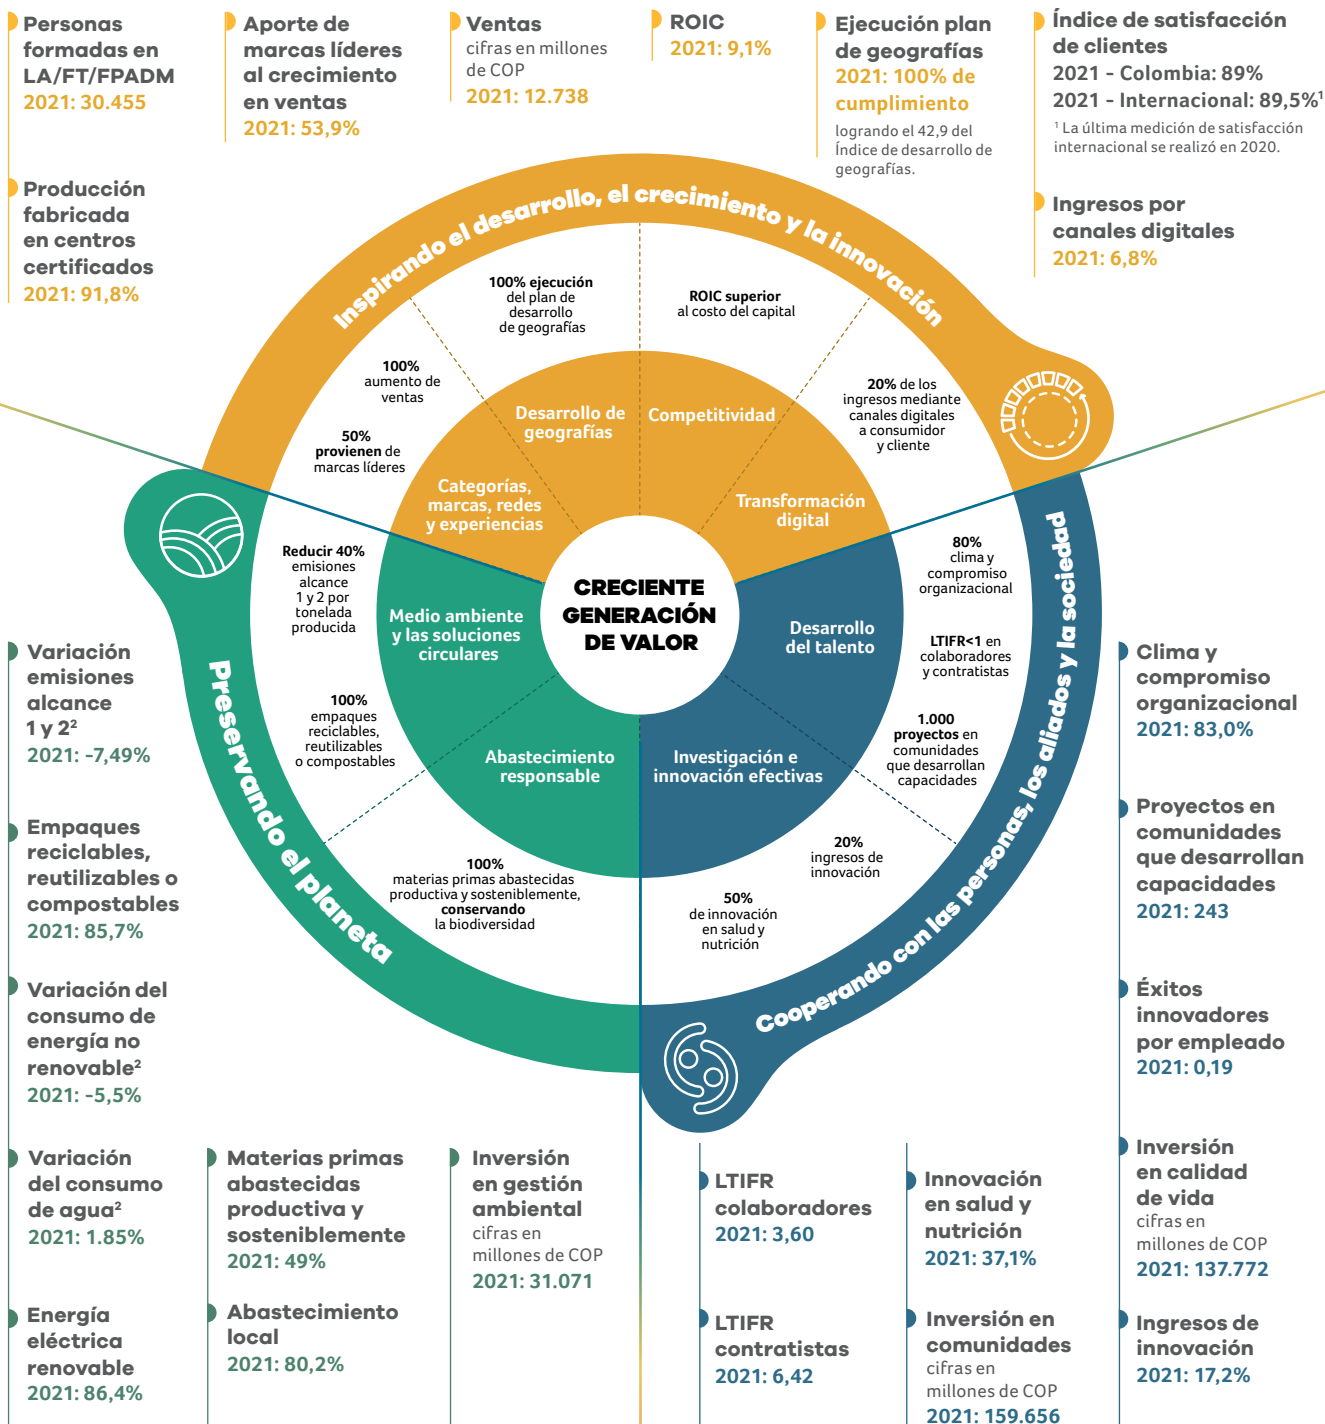 Personas
formadas en
LA/FT/FPADM
2021: 30.455
Producción
fabricada
en centros
certificados
2021: 91,8%
Aporte de
marcas líderes
al crecimiento
en ventas
2021: 53,9%
Ventas
cifras en millones
de COP
2021: 12.738
ROIC
2021: 9,1%
Ejecución plan
de geografías
2021: 100% de
cumplimiento
logrando el 42,9 del
Índice de desarrollo de
geografías.
Índice de satisfacción
de clientes
2021 - Colombia: 89%
2021 - Internacional: 89,5%¹
¹ La última medición de satisfacción
internacional se realizó en 2020.
Ingresos por
canales digitales
2021: 6,8%
Inspirando el desarrollo, el crecimiento y la innovación
100% ejecución
del plan de
desarrollo
de geografías
ROIC superior
al costo del capital
100%
aumento de
ventas
50%
provienen de
marcas líderes
20% de los
ingresos mediante
canales digitales
a consumidor
y cliente
Desarrollo de
geografías
Competitividad
Categorías,
marcas, redes
y experiencias
Transformación
digital
CRECIENTE
GENERACIÓN
DE VALOR
Reducir 40%
emisiones
alcance
1 y 2 por
tonelada
producida
Medio ambiente
y las soluciones
circulares
100%
empaques
reciclables,
reutilizables
o compostables
Abastecimiento
responsable
100%
materias primas abastecidas
productiva y sosteniblemente,
conservando
la biodiversidad
Preservando el planeta
80%
clima y
compromiso
organizacional
Desarrollo
del talento
LTIFR<1 en
colaboradores
y contratistas
1.000
proyectos en
comunidades
que desarrollan
capacidades
Investigación e
innovación efectivas
20%
ingresos de
innovación
50%
de innovación
en salud y
nutrición
Cooperando con las personas, los aliados y la sociedad
Variación
emisiones
alcance
1 y 2²
2021: -7,49%
Empaques
reciclables,
reutilizables o
compostables
2021: 85,7%
Variación del
consumo de
energía no
renovable²
2021: -5,5%
Variación
del consumo
de agua²
2021: 1.85%
Energía
eléctrica
renovable
2021: 86,4%
Materias primas
abastecidas
productiva y
sosteniblemente
2021: 49%
Abastecimiento
local
2021: 80,2%
Inversión
en gestión
ambiental
cifras en
millones de COP
2021: 31.071
LTIFR
colaboradores
2021: 3,60
LTIFR
contratistas
2021: 6,42
Innovación
en salud y
nutrición
2021: 37,1%
Inversión en
comunidades
cifras en
millones de COP
2021: 159.656
Clima y
compromiso
organizacional
2021: 83,0%
Proyectos en
comunidades
que desarrollan
capacidades
2021: 243
Éxitos
innovadores
por empleado
2021: 0,19
Inversión
en calidad
de vida
cifras en
millones de COP
2021: 137.772
Ingresos de
innovación
2021: 17,2%